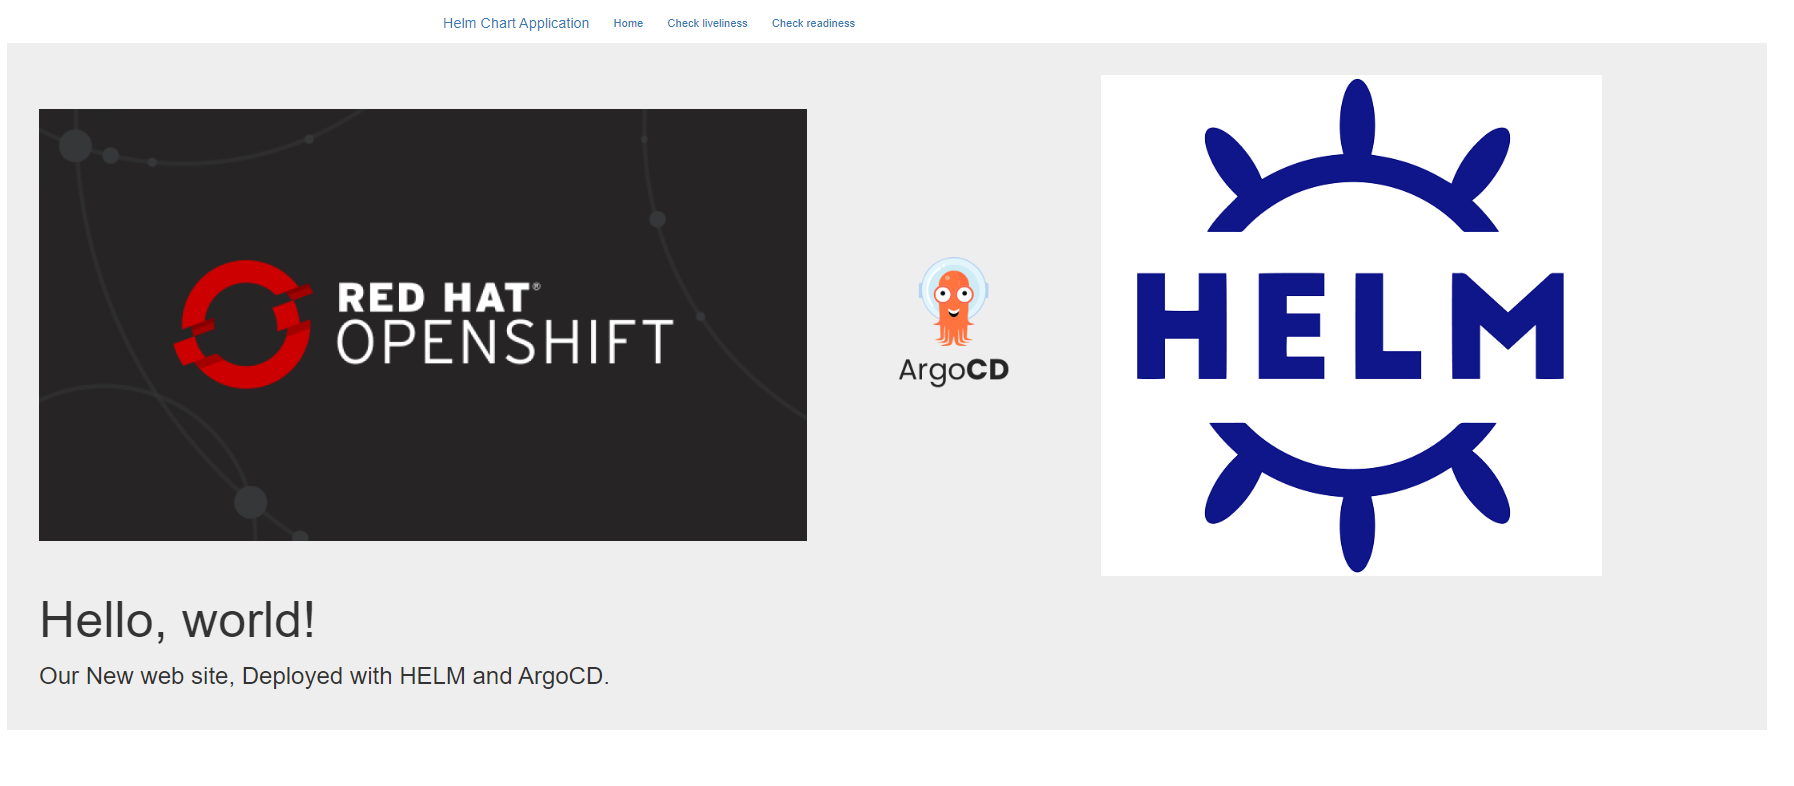 Helm Chart Application Home Check liveliness Check readiness
RED HAT®
OPENSHIFT
ArgoCD
HELM
Hello, world!
Our New web site, Deployed with HELM and ArgoCD.